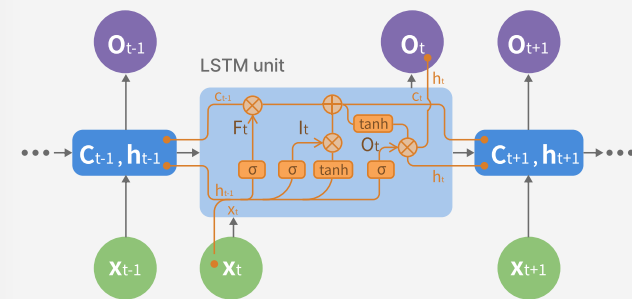 Ot-1
Ot
Ot+1
LSTM unit
ht
Ct-1
Ct
tanh
Ft
It
Ot
Ct-1, ht-1
Ct+1, ht+1
σ
σ
tanh
σ
ht-1
ht
xt
xt-1
xt
xt+1